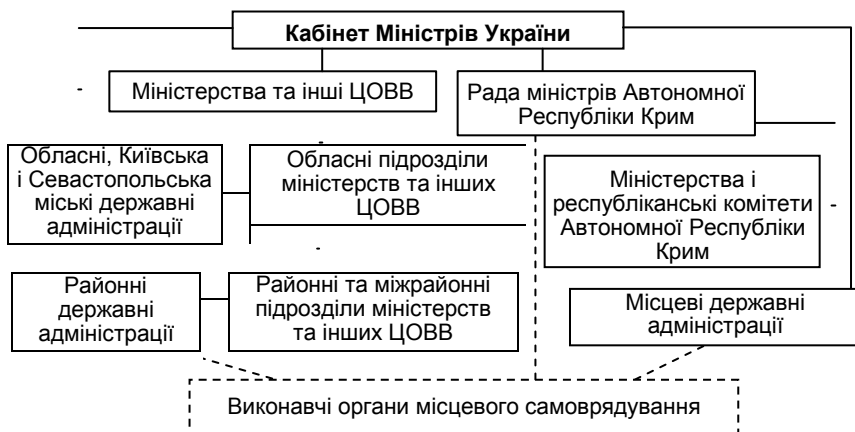 Кабінет Міністрів України
Міністерства та інші ЦОВВ
Рада міністрів Автономної
Республіки Крим
Обласні, Київська
і Севастопольська
міські державні
адміністрації
Обласні підрозділи
міністерств та інших
ЦОВВ
Міністерства і
республіканські комітети
Автономної Республіки
Крим
Районні
державні
адміністрації
Районні та міжрайонні
підрозділи міністерств
та інших ЦОВВ
Місцеві державні
адміністрації
Виконавчі органи місцевого самоврядування